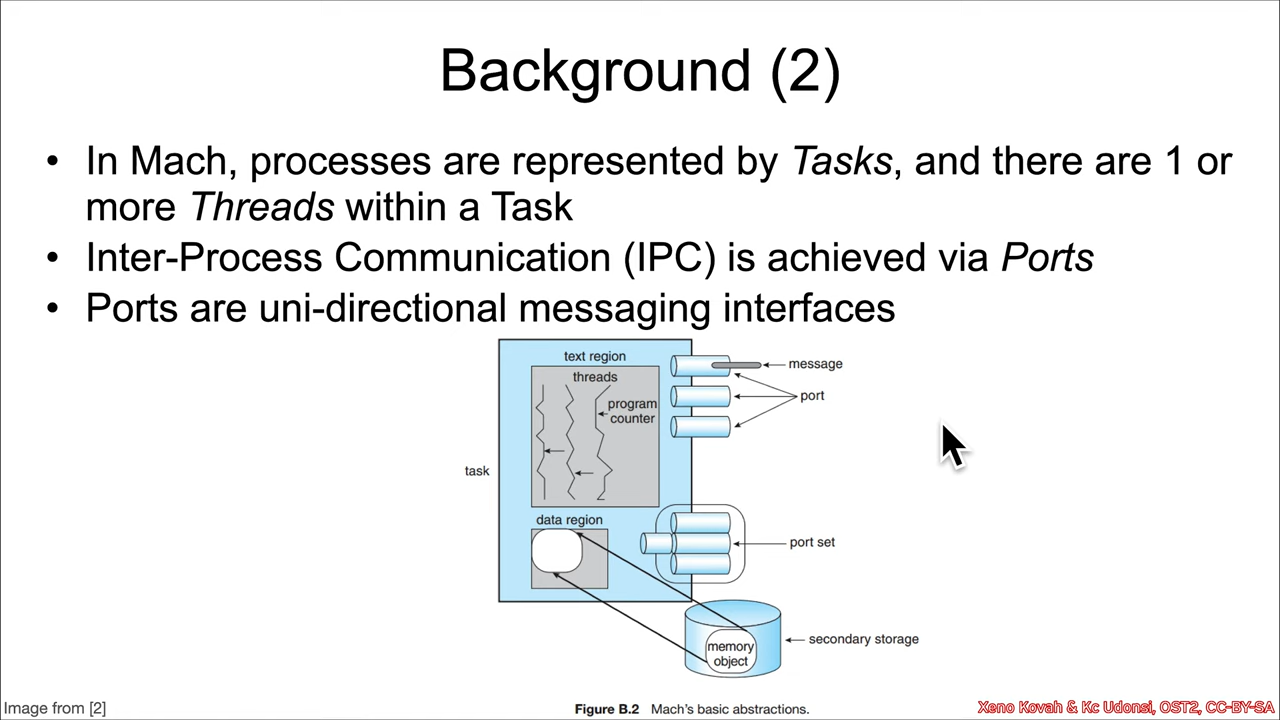 Background (2)
• In Mach, processes are represented by Tasks, and there are 1 or
more Threads within a Task
• Inter-Process Communication (IPC) is achieved via Ports
• Ports are uni-directional messaging interfaces
text region
message
threads
port
program
counter
task
data region
port set
secondary storage
memory
object
Image from [2]
Figure B.2 Mach's basic abstractions.
Xeno Kovah & Kc Udonsi, OST2, CC-BY-SA